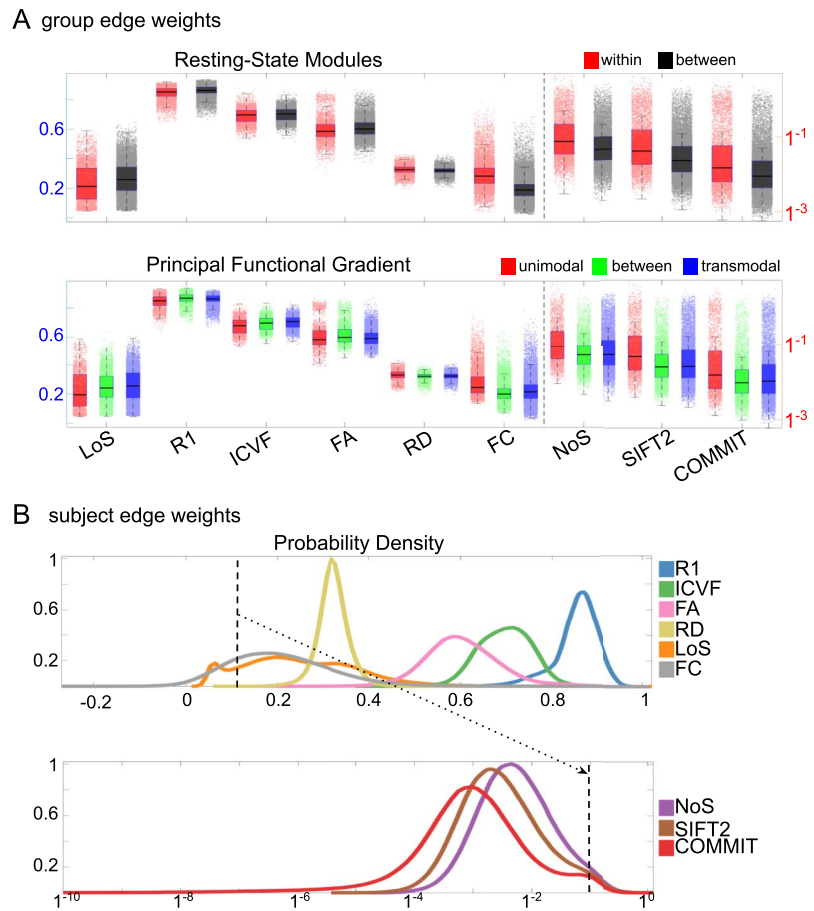 A group edge weights
Resting-State Modules
within between
0.6
0.2
1-1
1-3
Principal Functional Gradient
unimodal between transmodal
0.6
0.2
1-1
1-3
LoS R1 ICVF FA RD FC NoS SIFT2 COMMIT
B subject edge weights
Probability Density
1
0.6
0.2
-0.2 0 0.2 0.4 0.6 0.8 1
R1
ICVF
FA
RD
LoS
FC
1
0.6
0.2
1-10 1-8 1-6 1-4 1-2 10
NoS
SIFT2
COMMIT